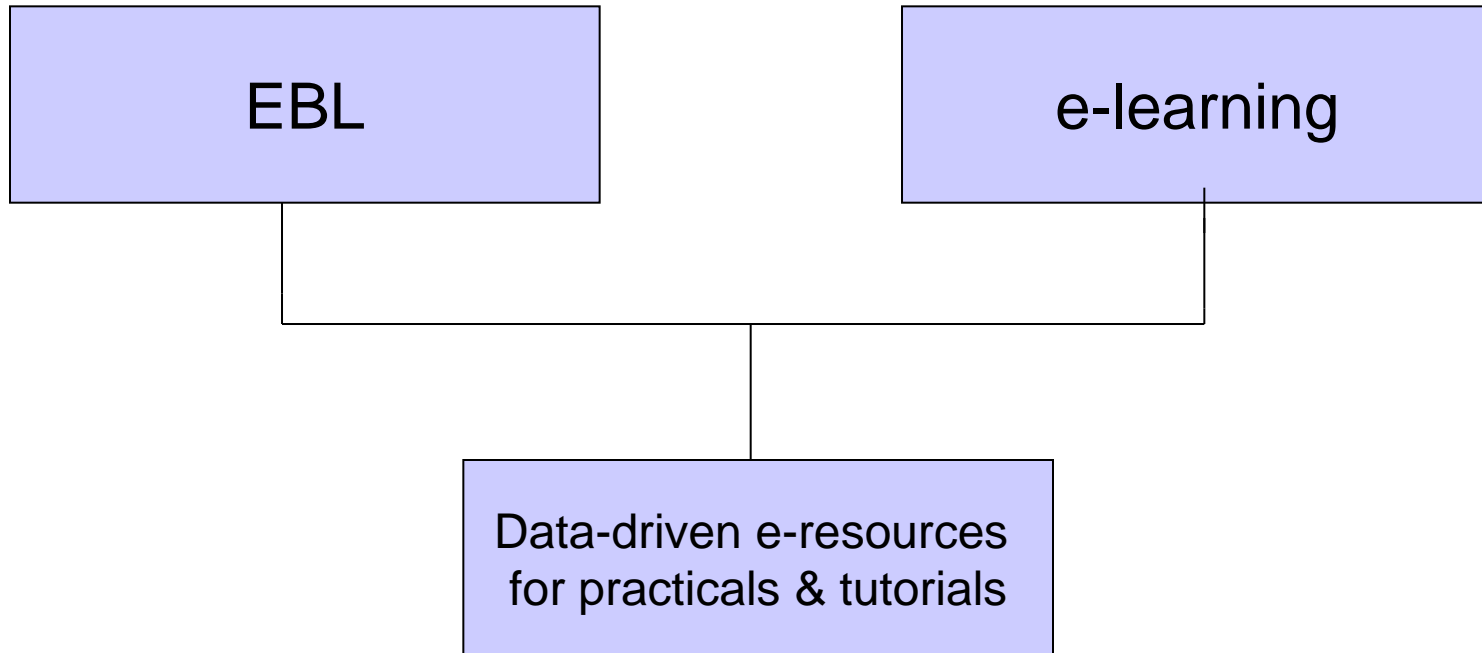 EBL
e-learning
Data-driven e-resources
for practicals & tutorials